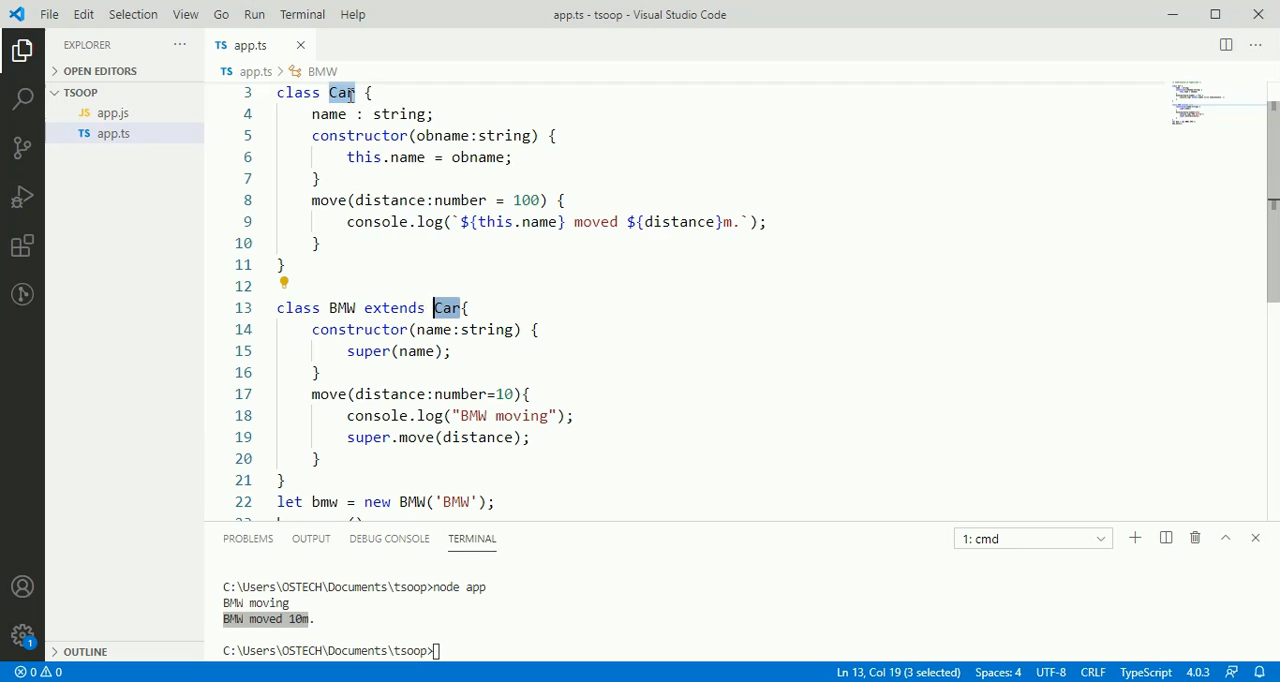 File Edit Selection View Go Run Terminal Help app.ts - Visual Studio Code
EXPLORER ··· TS app.ts ×
OPEN EDITORS
TS app.ts > BMW
TSOOP
JS app.js
TS app.ts
3 class Car {
4 name : string;
5 constructor(obname:string) {
6 this.name = obname;
7 }
8 move(distance:number = 100) {
9 console.log(`${this.name} moved ${distance}m.`);
10 }
11 }
12
13 class BMW extends Car{
14 constructor(name:string) {
15 super(name);
16 }
17 move(distance:number=10){
18 console.log("BMW moving");
19 super.move(distance);
20 }
21 }
22 let bmw = new BMW('BMW');
PROBLEMS OUTPUT DEBUG CONSOLE TERMINAL 1: cmd
C:\Users\OSTECH\Documents\tsoop>node app
BMW moving
BMW moved 10m.
C:\Users\OSTECH\Documents\tsoop>
1
OUTLINE
0 0 Ln 13, Col 19 (3 selected) Spaces: 4 UTF-8 CRLF TypeScript 4.0.3